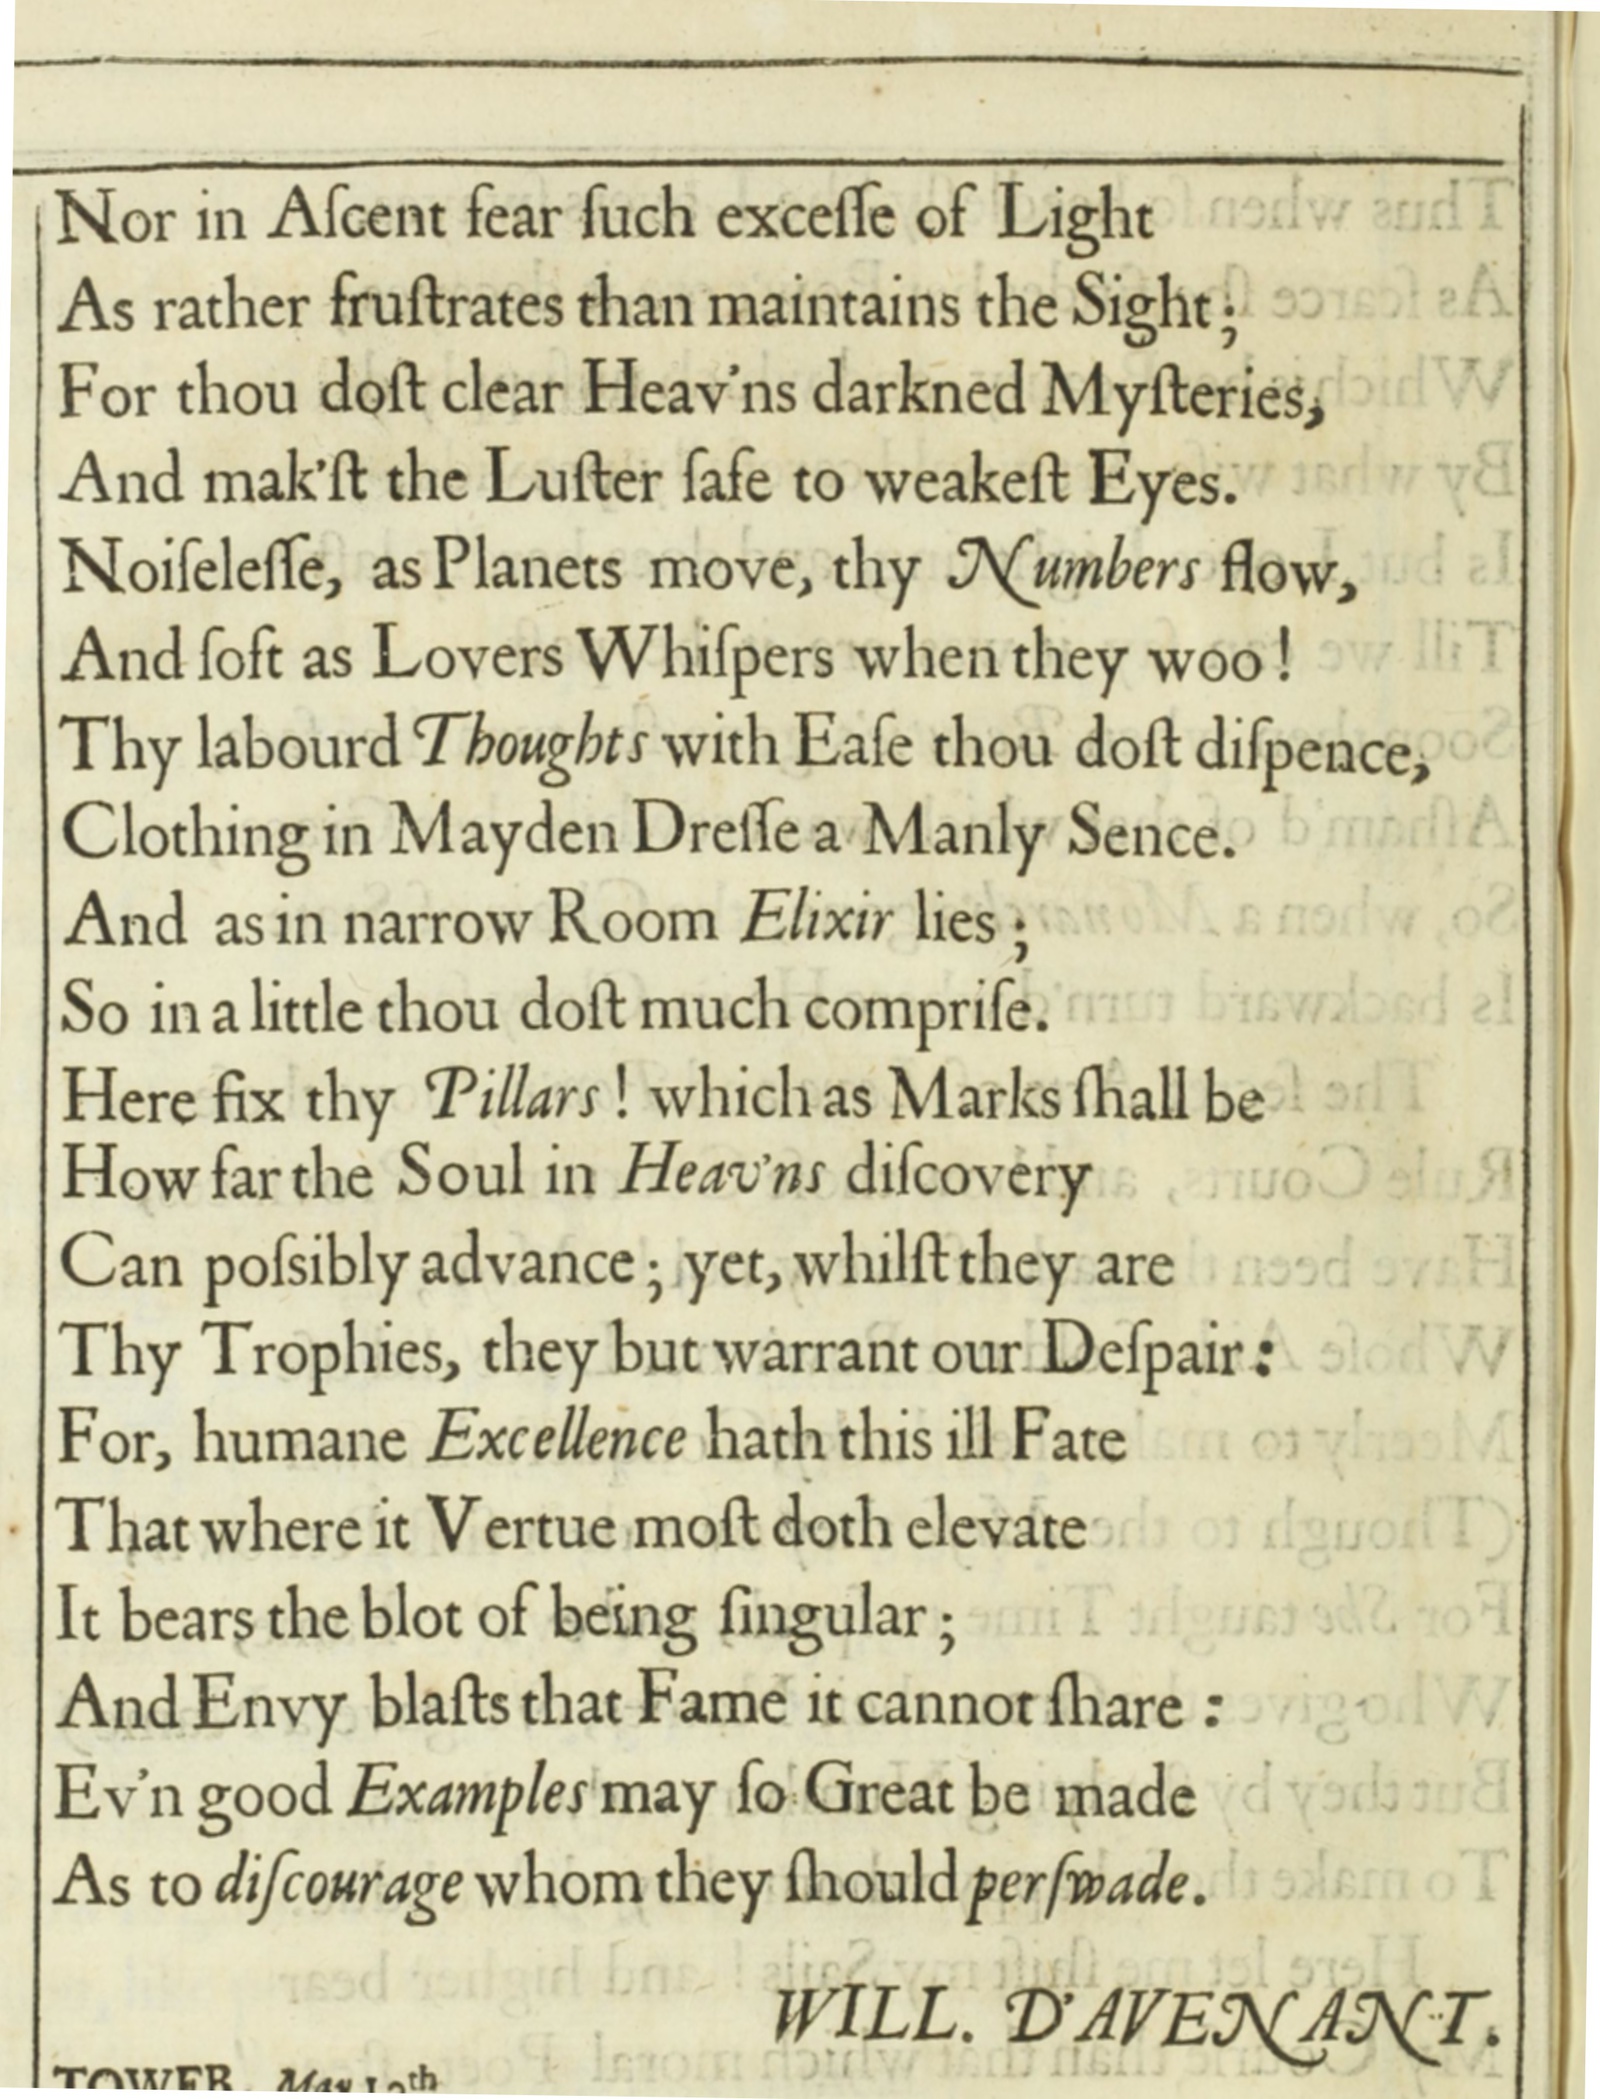 Nor in Aſcent fear ſuch exceſſe of Light
As rather fruſtrates than maintains the Sight;
For thou doſt clear Heav'ns darkned Myſteries,
And mak'ſt the Luſter ſafe to weakeſt Eyes.
Noiſeleſſe, as Planets move, thy Numbers flow,
And ſoft as Lovers Whiſpers when they woo!
Thy labourd Thoughts with Eaſe thou doſt diſpence,
Clothing in Mayden Dreſſe a Manly Sence.
And as in narrow Room Elixir lies;
So in a little thou doſt much compriſe.
Here fix thy Pillars! which as Marks ſhall be
How far the Soul in Heav'ns diſcovery
Can poſsibly advance; yet, whilſt they are
Thy Trophies, they but warrant our Deſpair:
For, humane Excellence hath this ill Fate
That where it Vertue moſt doth elevate
It bears the blot of being ſingular;
And Envy blaſts that Fame it cannot ſhare:
Ev'n good Examples may ſo Great be made
As to diſcourage whom they ſhould perſwade.
WILL. D'AVENANT.
TOWER, May